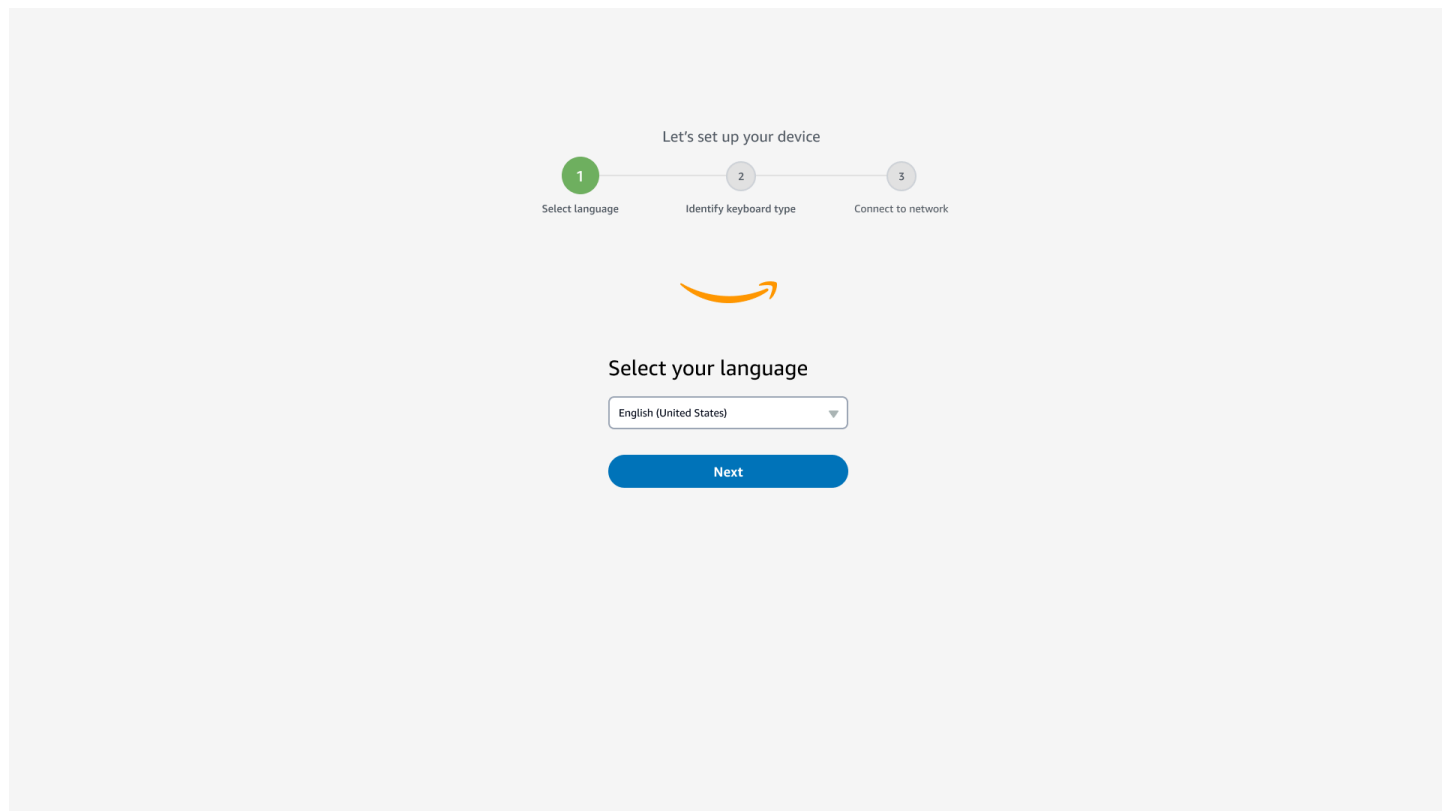 Let's set up your device
1
2
3
Select language
Identify keyboard type
Connect to network
Select your language
English (United States)
Next